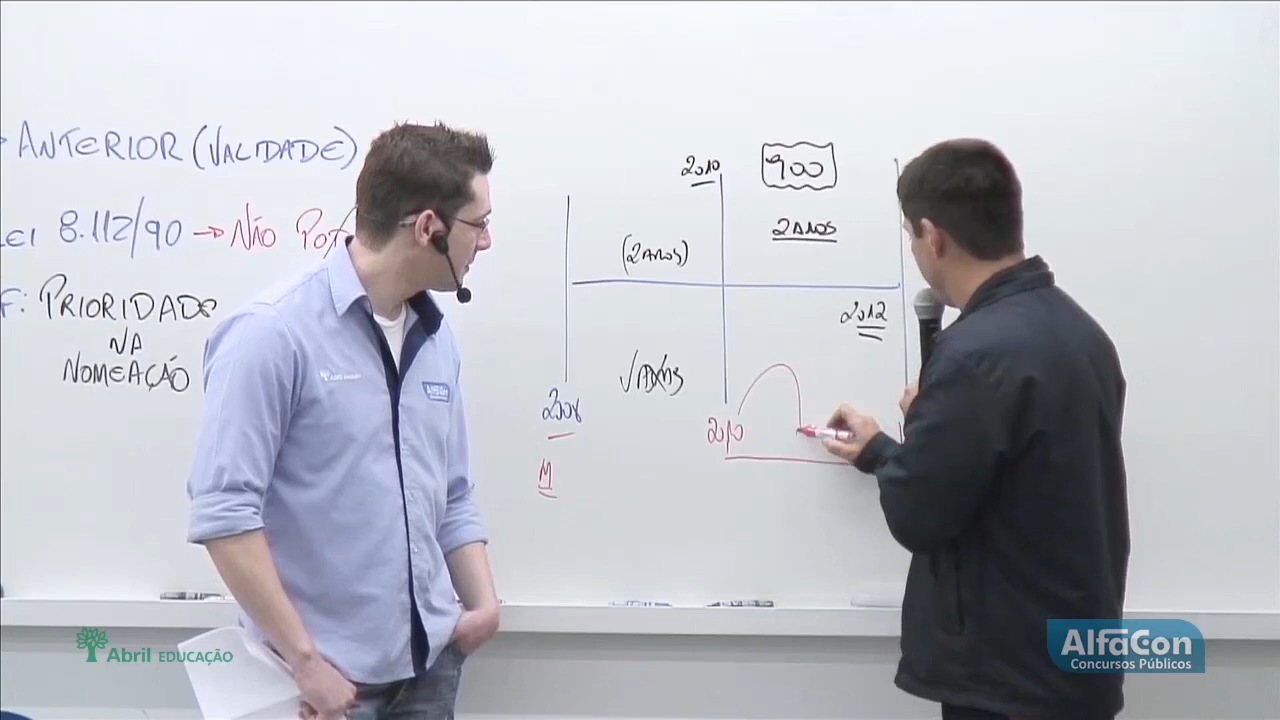 ANTERIOR (VALIDADE)
LEI 8.112/90 → NÃO
F: PRIORIDADE
NA
NOMEAÇÃO
2010
900
2 ANOS
(2 ANOS)
2012
2008
2010
M
AlfaCon
Abril EDUCAÇÃO
AlfaCon
Concursos Públicos